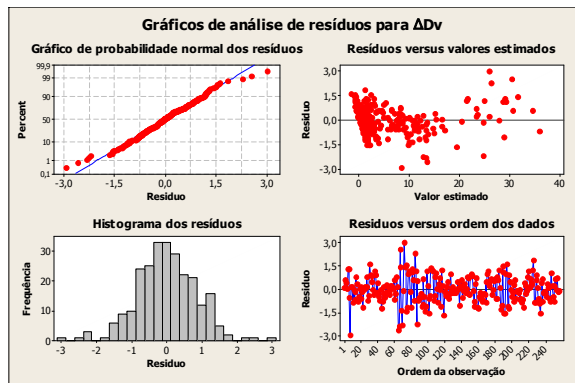 Gráficos de análise de resíduos para ΔDv
Gráfico de probabilidade normal dos resíduos
Percent
99,9
99
90
50
10
1
0,1
-3,0 -1,5 0,0 1,5 3,0
Resíduo
Resíduos versus valores estimados
Resíduo
3,0
1,5
0,0
-1,5
-3,0
0 10 20 30 40
Valor estimado
Histograma dos resíduos
Frequência
30
20
10
0
-3 -2 -1 0 1 2 3
Resíduo
Residuos versus ordem dos dados
Resíduo
3,0
1,5
0,0
-1,5
-3,0
1 20 40 60 80 100 120 140 160 180 200 220 240
Ordem da observação